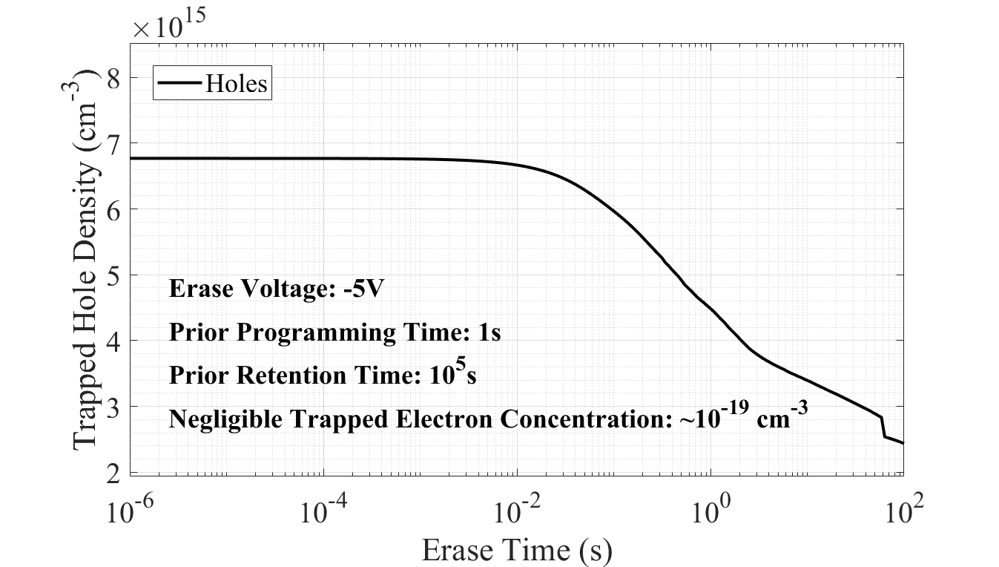 ×10^15
Trapped Hole Density (cm^-3)
8
7
6
5
4
3
2
Holes
Erase Voltage: -5V
Prior Programming Time: 1s
Prior Retention Time: 10^5s
Negligible Trapped Electron Concentration: ~10^-19 cm^-3
10^-6 10^-4 10^-2 10^0 10^2
Erase Time (s)